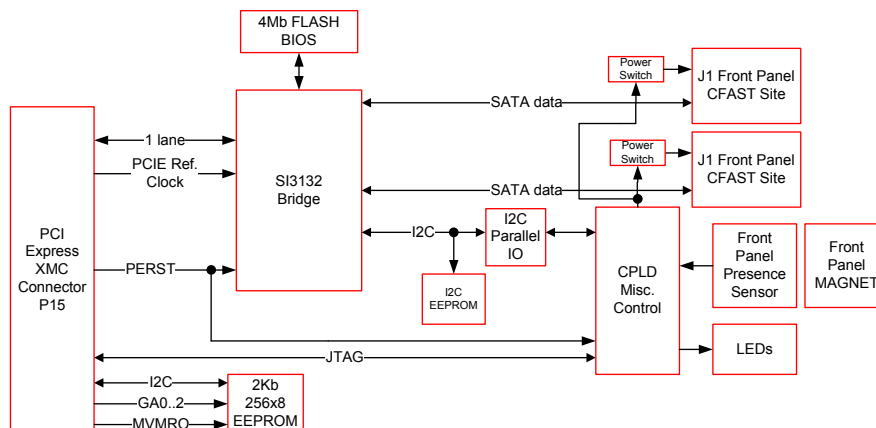 4Mb FLASH
BIOS
Power
Switch
J1 Front Panel
CFAST Site
SATA data
1 lane
PCIE Ref.
Clock
SI3132
Bridge
Power
Switch
J1 Front Panel
CFAST Site
SATA data
I2C
I2C
Parallel
IO
PCI
Express
XMC
Connector
P15
PERST
I2C
EEPROM
CPLD
Misc.
Control
Front
Panel
Presence
Sensor
Front
Panel
MAGNET
LEDs
JTAG
I2C
GA0..2
MVMRO
2Kb
256x8
EEPROM